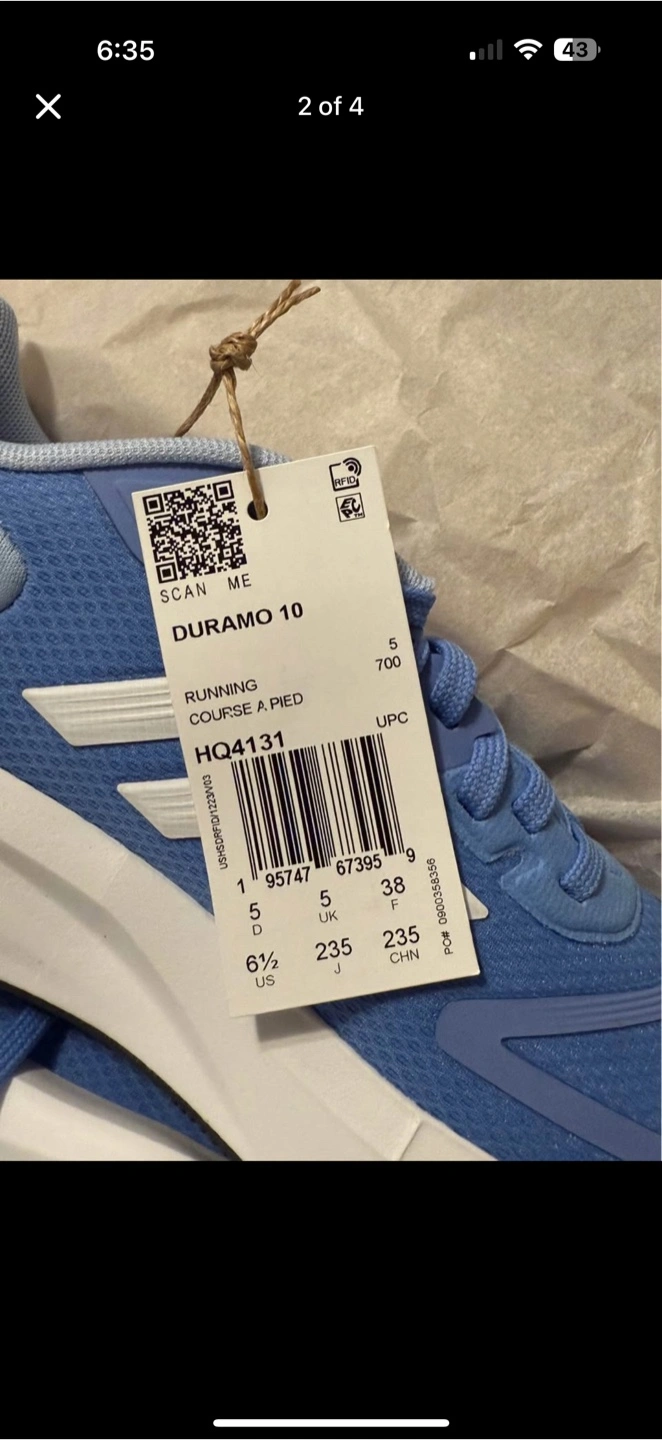 6:35
43
2 of 4
RFID
EPC™
SCAN ME
DURAMO 10
5
700
RUNNING
COURSE A PIED
UPC
HQ4131
USHSDRFID/1223/V03
1 95747 67395 9
5 5 38
D UK F
6½ 235 235
US J CHN
PO# 0900358356